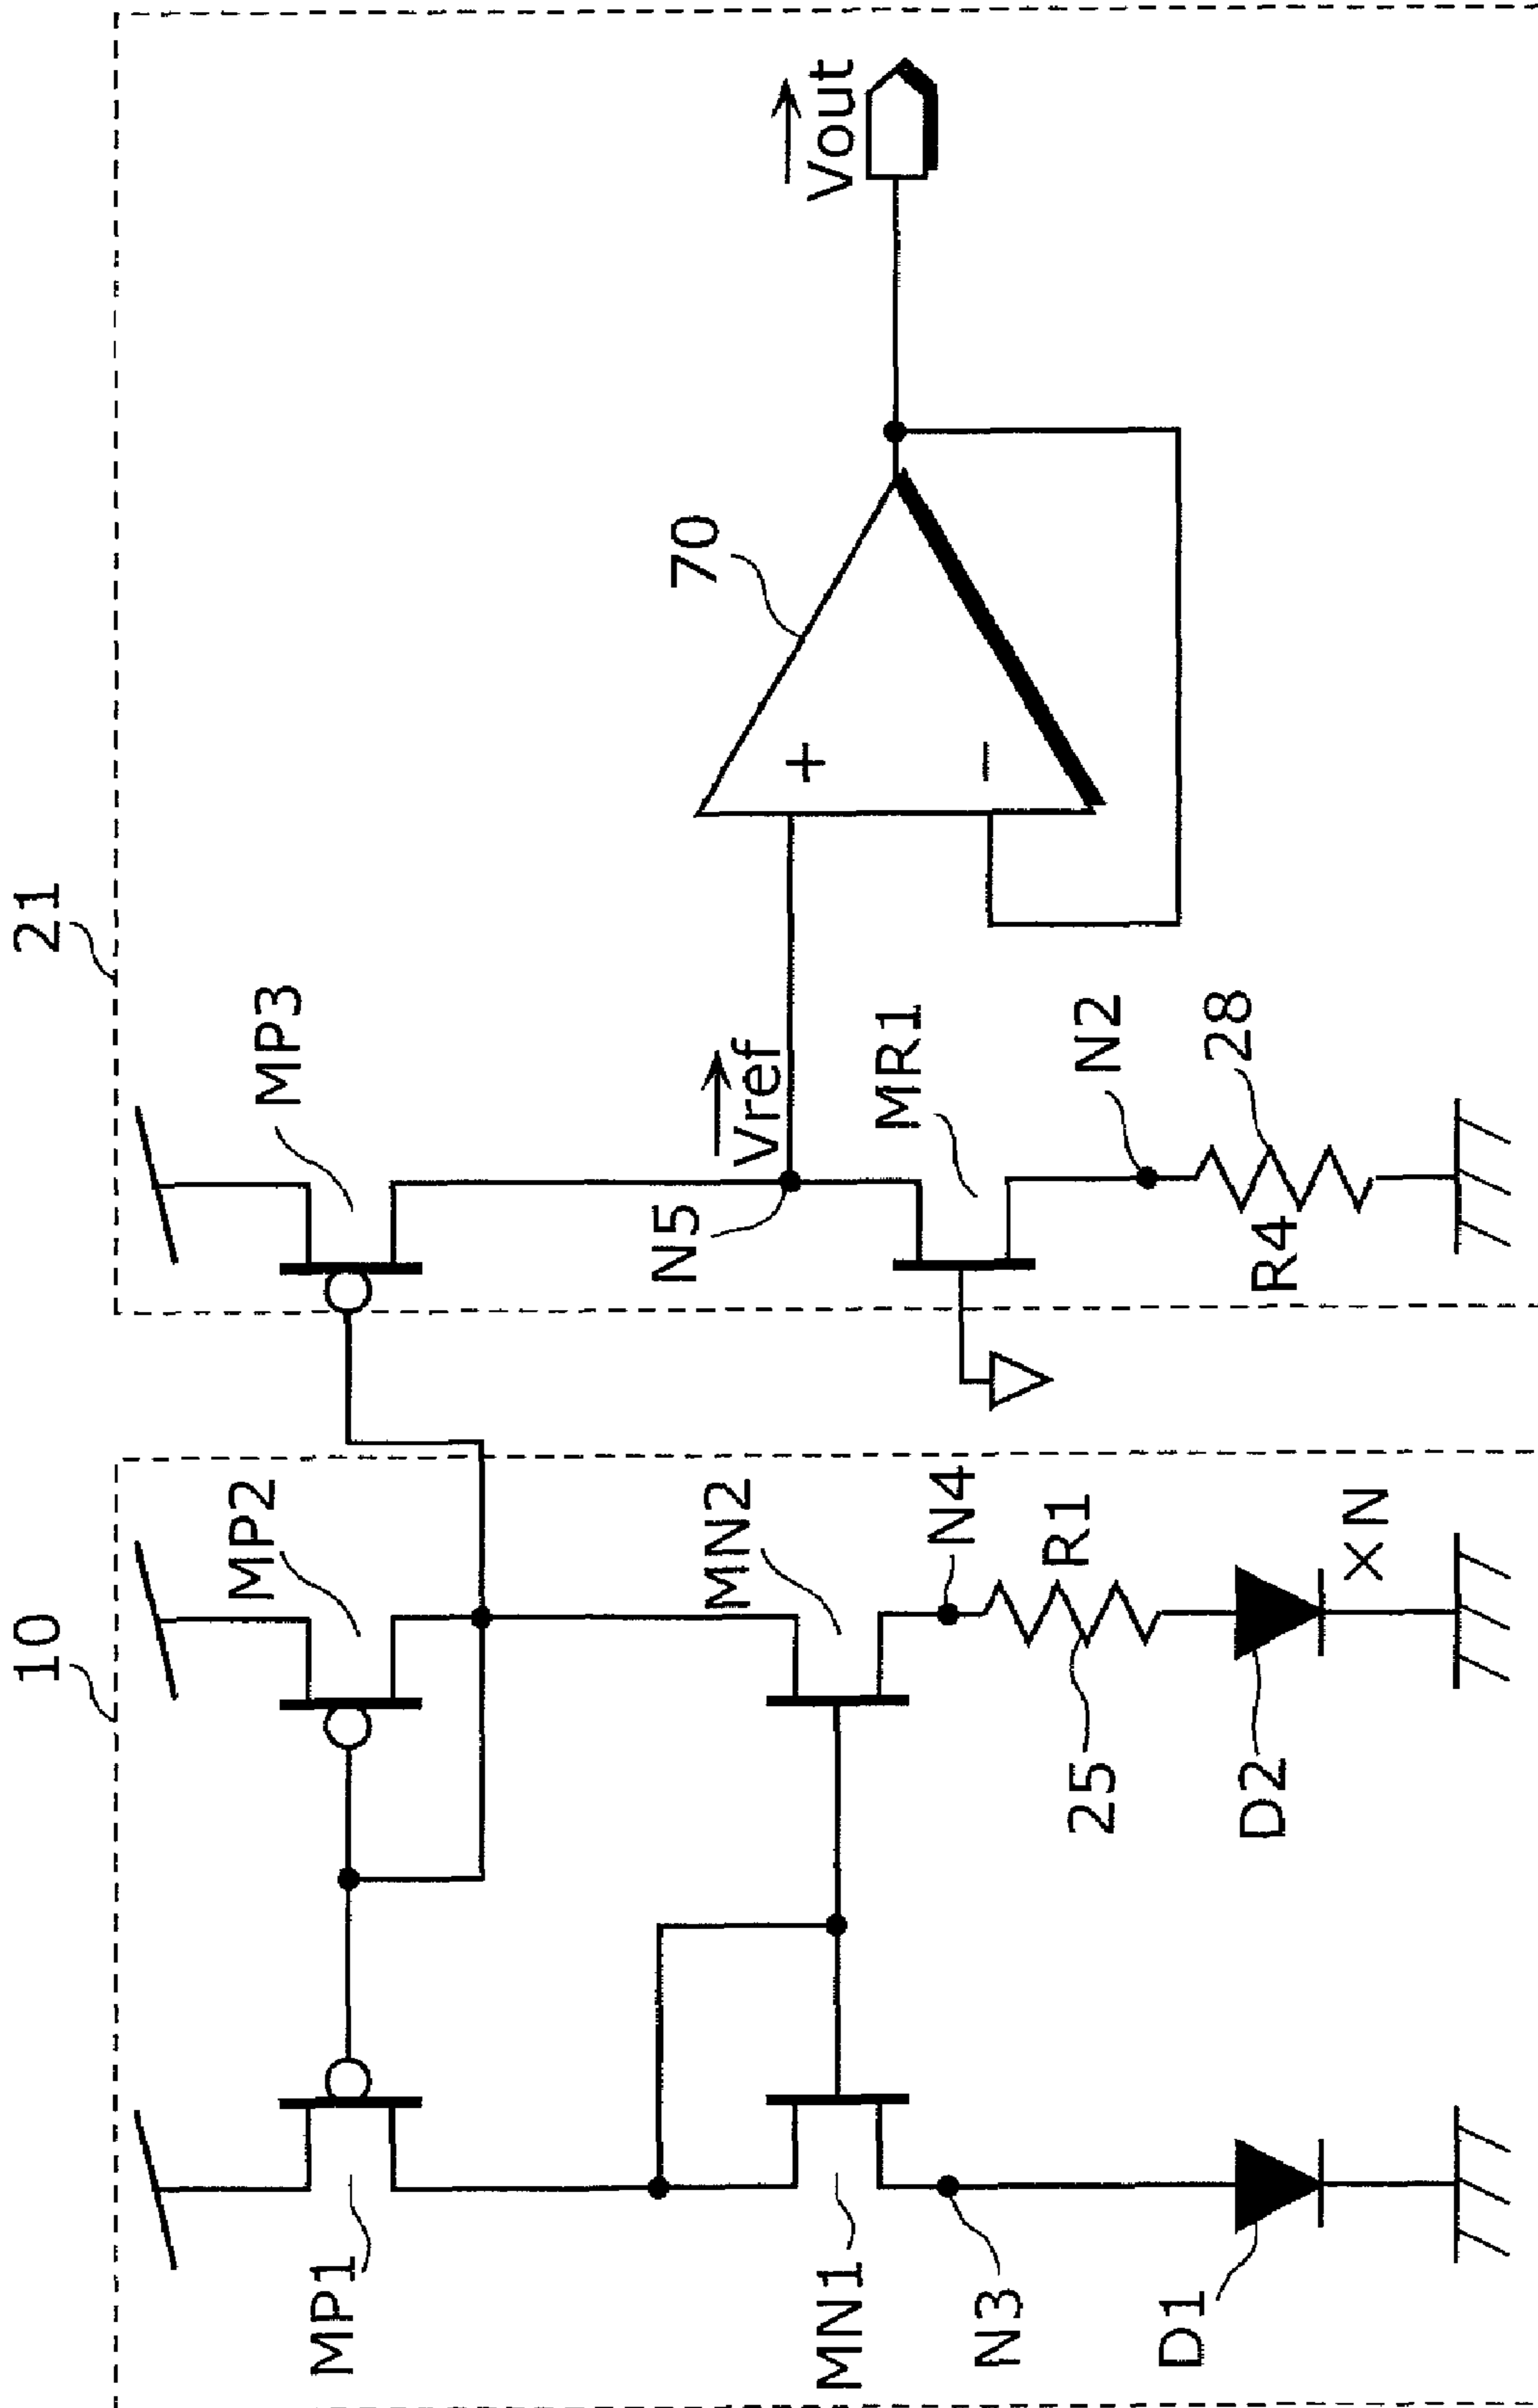 10
21
MP1
MP2
MP3
MN1
MN2
N3
N4
R1
25
D1
D2
×N
N5
Vref
MR1
N2
R4
28
70
+
−
Vout